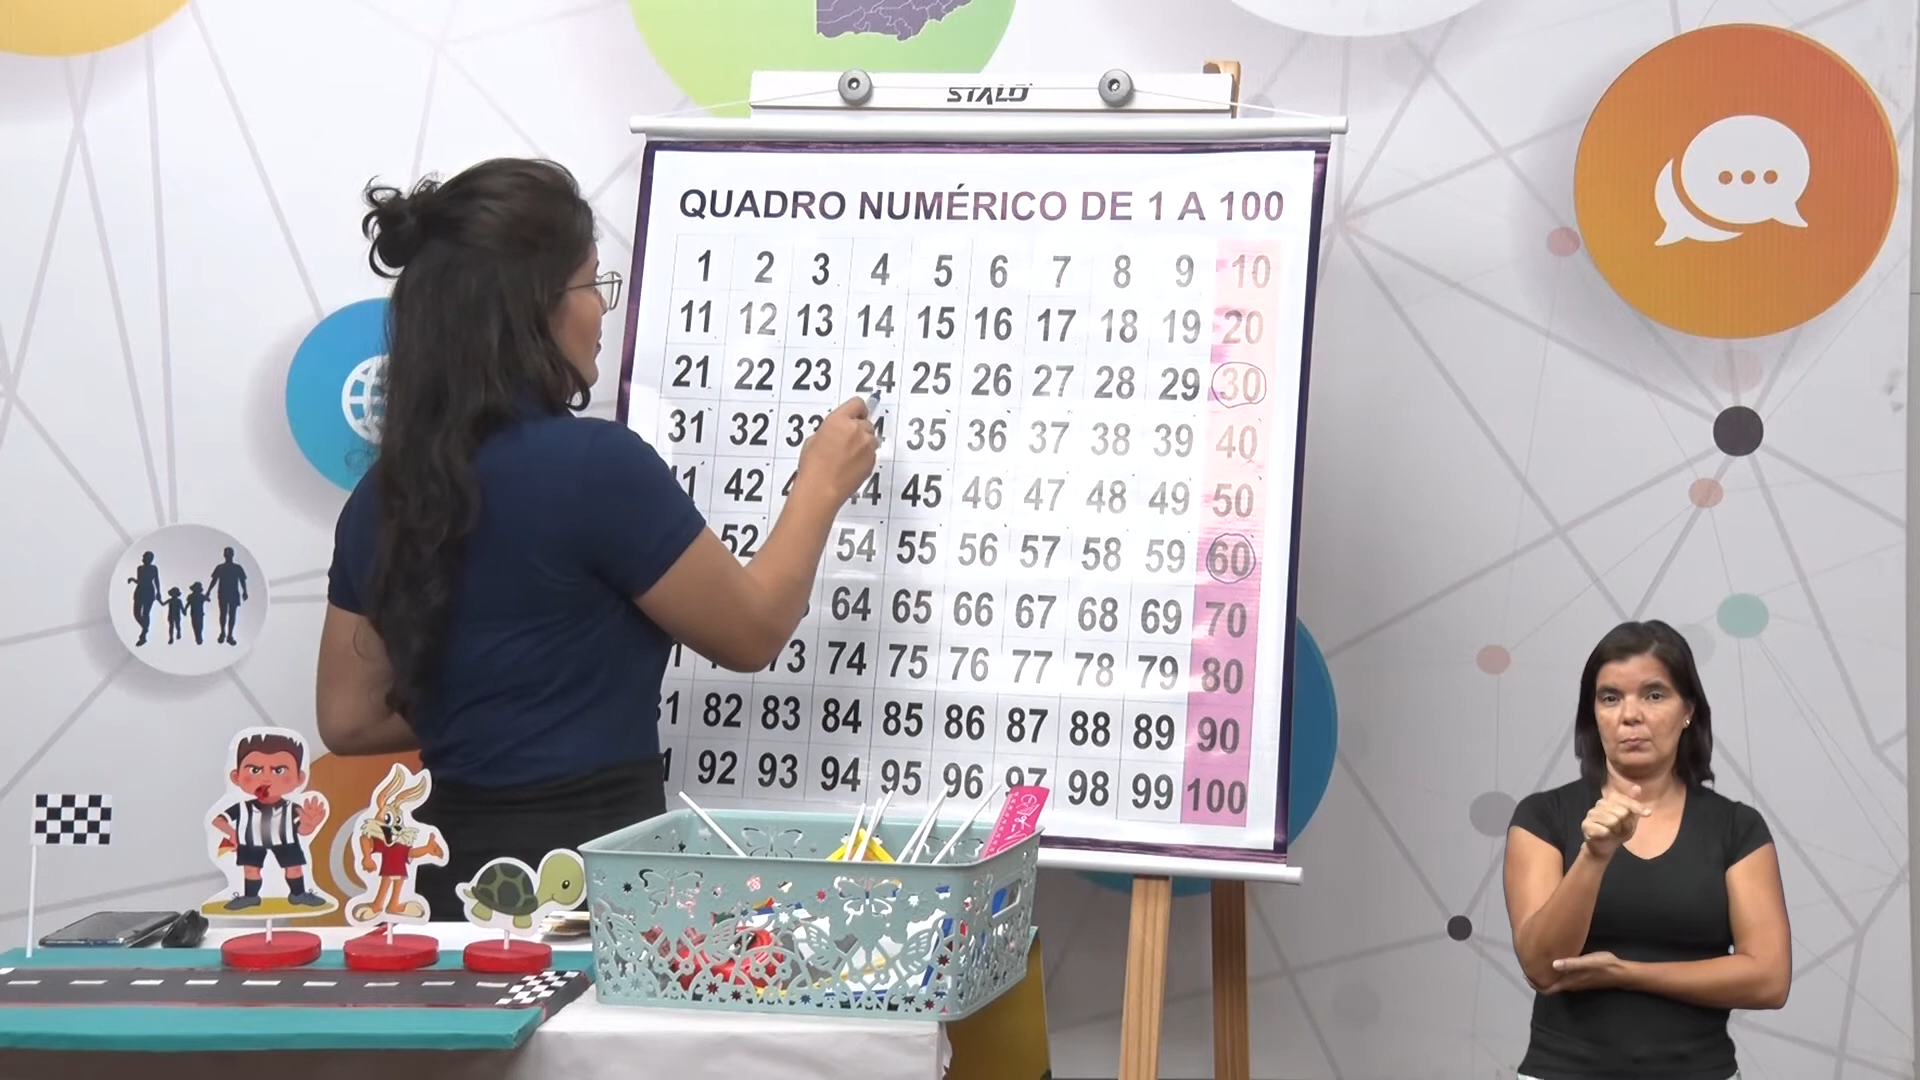 STALO
QUADRO NUMÉRICO DE 1 A 100
1 2 3 4 5 6 7 8 9 10
11 12 13 14 15 16 17 18 19 20
21 22 23 24 25 26 27 28 29 30
31 32 33 35 36 37 38 39 40
42 44 45 46 47 48 49 50
52 54 55 56 57 58 59 60
64 65 66 67 68 69 70
73 74 75 76 77 78 79 80
82 83 84 85 86 87 88 89 90
92 93 94 95 96 97 98 99 100